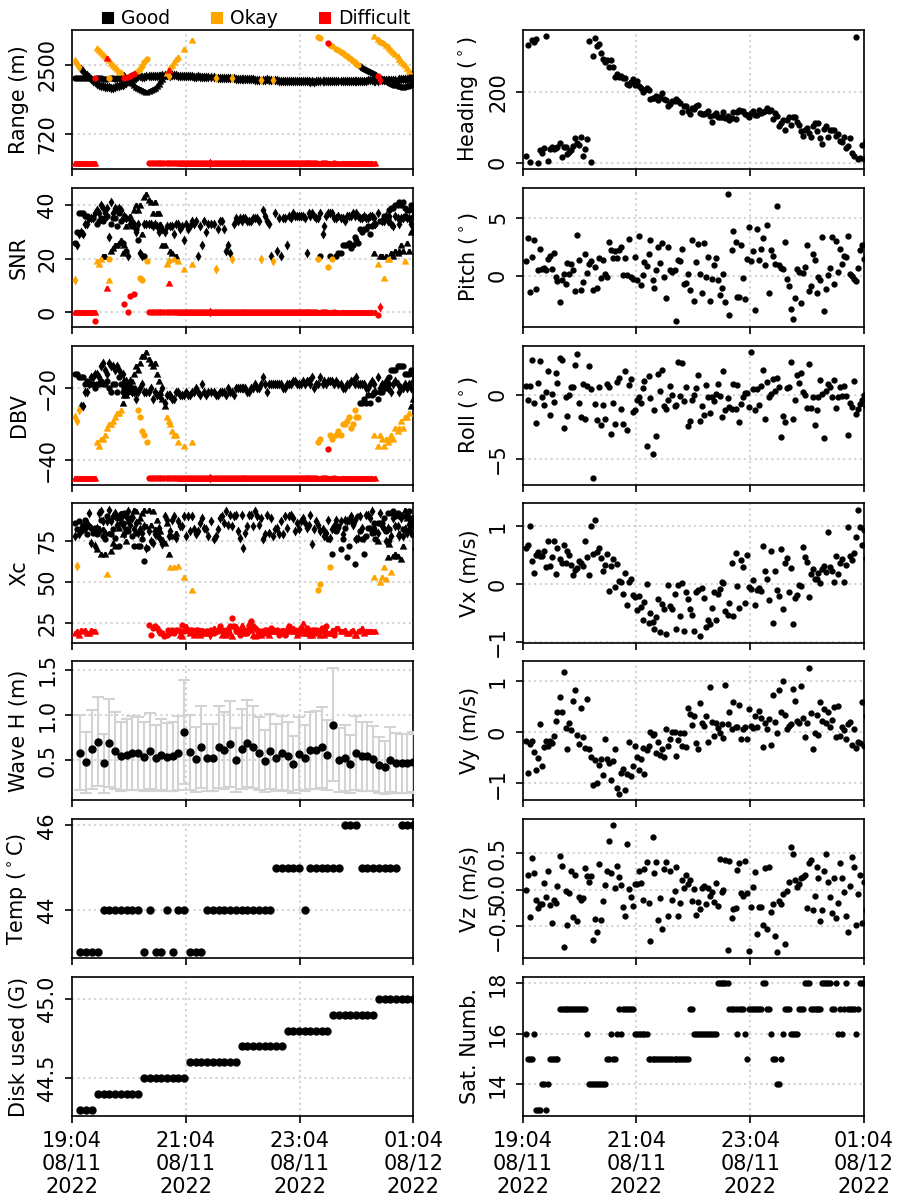 Good Okay Difficult
Range (m)
2500
720
Heading (°)
200
0
SNR
40
20
0
Pitch (°)
5
0
DBV
−20
−40
Roll (°)
0
−5
Xc
75
50
25
Vx (m/s)
1
0
−1
Wave H (m)
1.5
1.0
0.5
Vy (m/s)
1
0
−1
Temp (°C)
46
44
Vz (m/s)
0.5
0.0
−0.5
Disk used (G)
45.0
44.5
Sat. Numb.
18
16
14
19:04 21:04 23:04 01:04
08/11 08/11 08/11 08/12
2022 2022 2022 2022
19:04 21:04 23:04 01:04
08/11 08/11 08/11 08/12
2022 2022 2022 2022